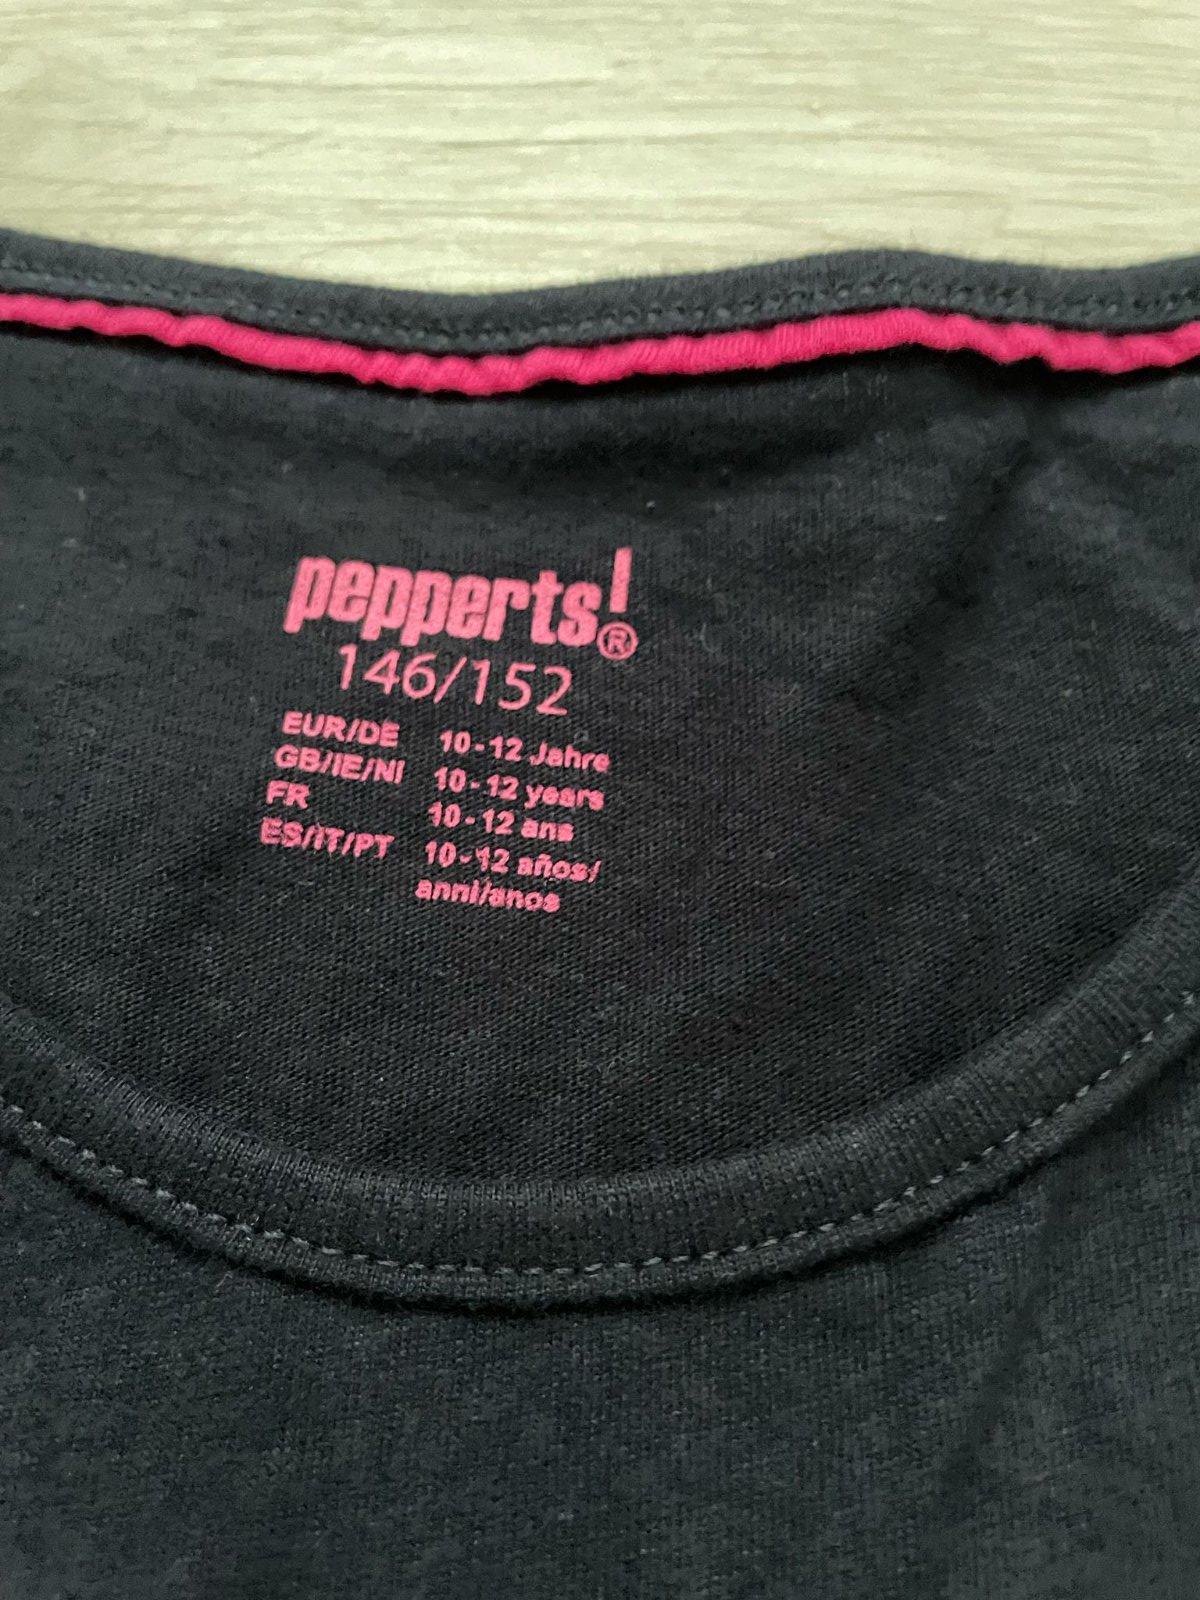 pepperts!®
146/152
EUR/DE 10-12 Jahre
GB/IE/NI 10-12 years
FR 10-12 ans
ES/IT/PT 10-12 años/
anni/anos